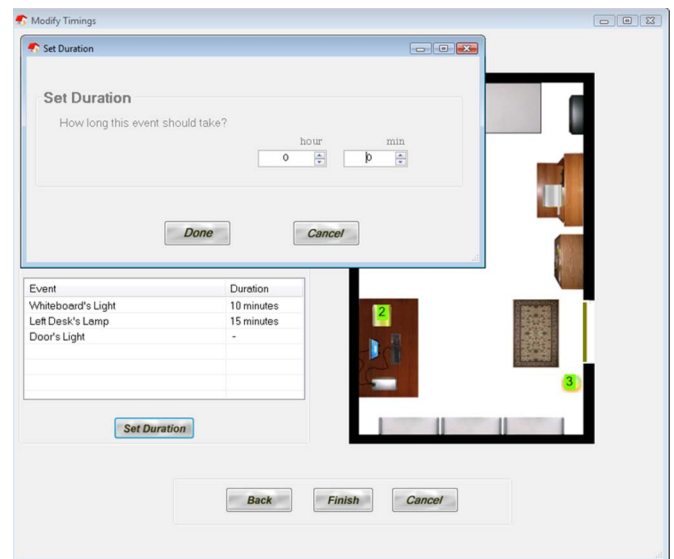 Modify Timings
Set Duration
Set Duration
How long this event should take?
hour min
0 0
Done Cancel
Event Duration
Whiteboard's Light 10 minutes
Left Desk's Lamp 15 minutes
Door's Light -
2
3
Set Duration
Back Finish Cancel